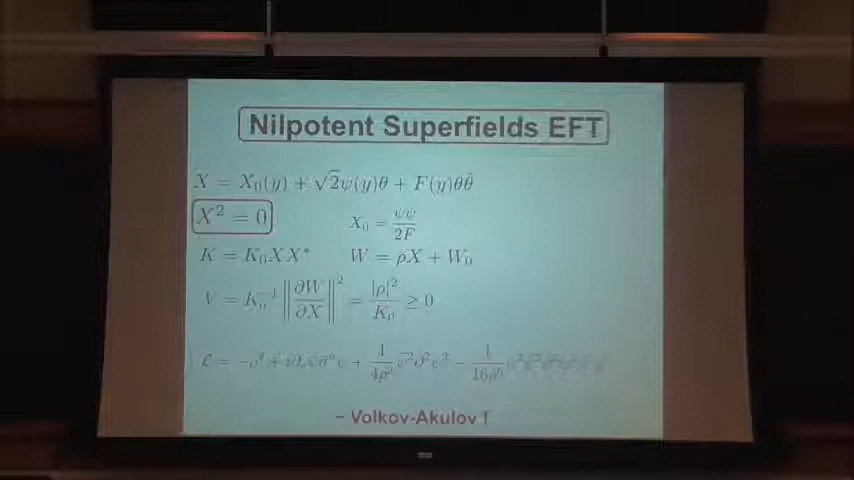 Nilpotent Superfields EFT
X = X₀(y) + √2ψ(y)θ + F(y)θθ̄
X² = 0
X₀ = ψψ / 2F
K = K₀XX*
W = ρX + W₀
V = K₀⁻¹ ‖∂W/∂X‖² = |ρ|² / K₀ ≥ 0
– Volkov-Akulov !